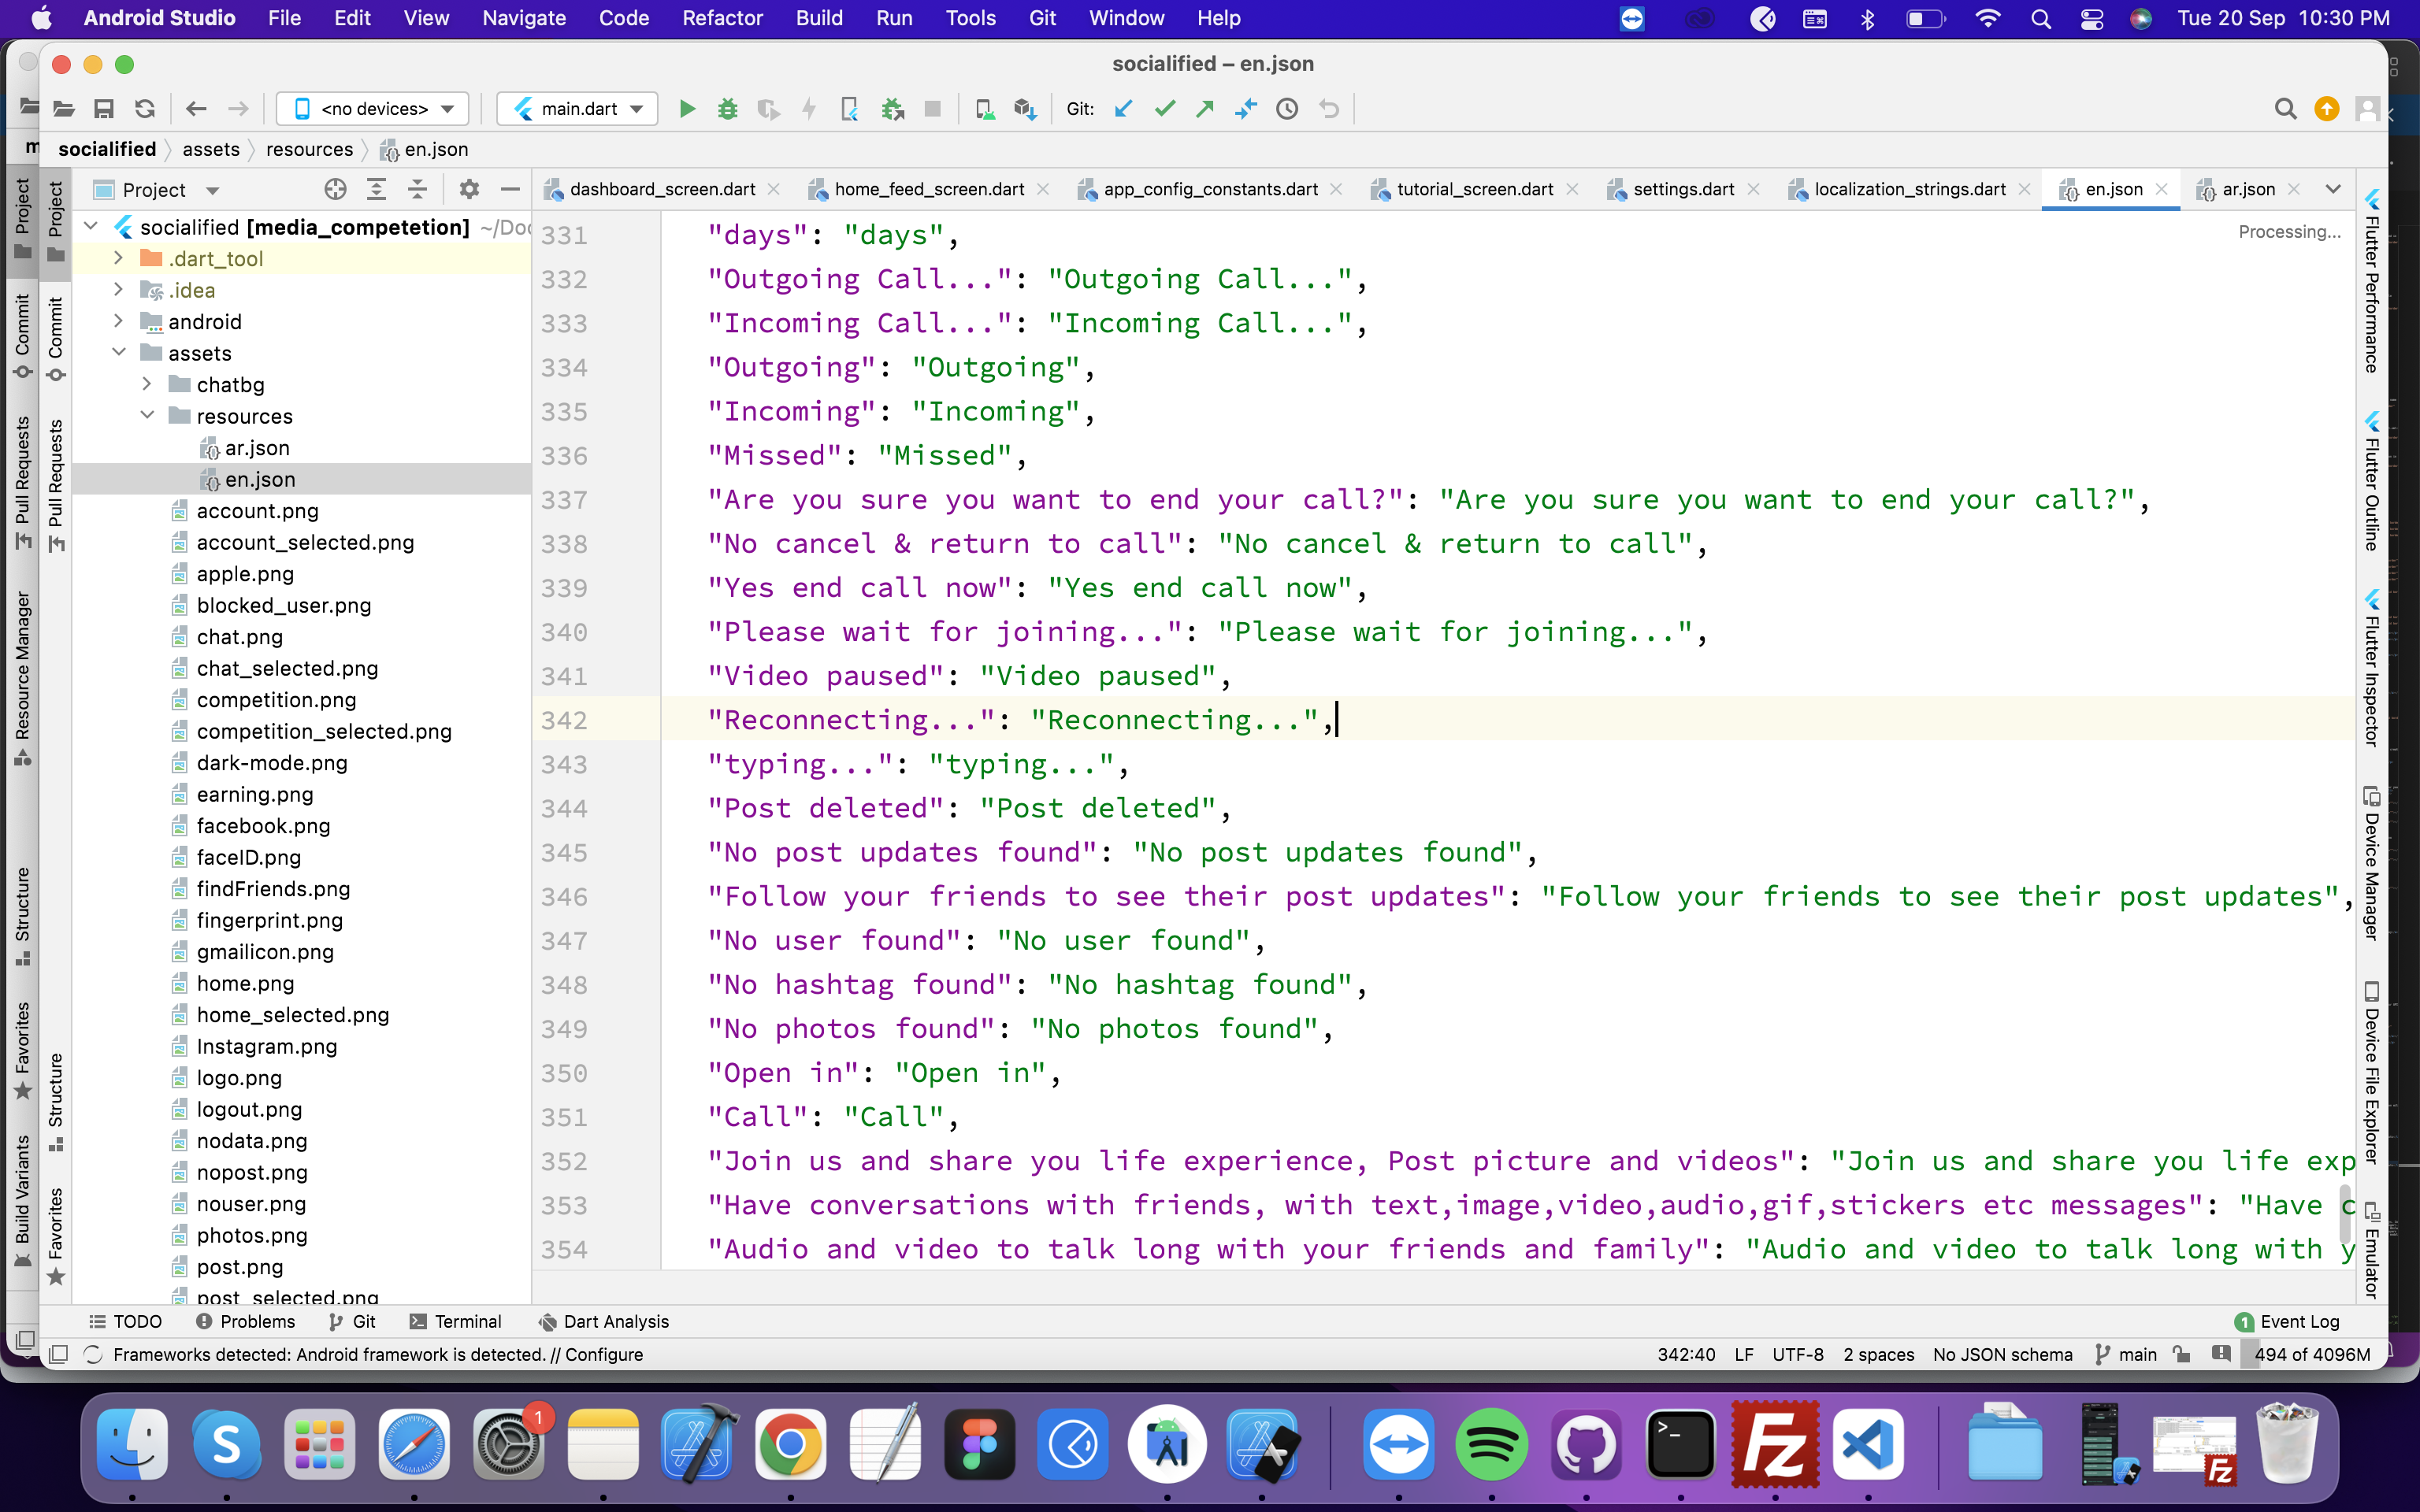 Android Studio File Edit View Navigate Code Refactor Build Run Tools Git Window Help Tue 20 Sep 10:30 PM
socialified – en.json
<no devices> main.dart Git:
socialified assets resources en.json
Project
dashboard_screen.dart home_feed_screen.dart app_config_constants.dart tutorial_screen.dart settings.dart localization_strings.dart en.json ar.json
Processing...
socialified [media_competetion] ~/Doc
.dart_tool
.idea
android
assets
chatbg
resources
ar.json
en.json
account.png
account_selected.png
apple.png
blocked_user.png
chat.png
chat_selected.png
competition.png
competition_selected.png
dark-mode.png
earning.png
facebook.png
faceID.png
findFriends.png
fingerprint.png
gmailicon.png
home.png
home_selected.png
Instagram.png
logo.png
logout.png
nodata.png
nopost.png
nouser.png
photos.png
post.png
post_selected.png
331 "days": "days",
332 "Outgoing Call...": "Outgoing Call...",
333 "Incoming Call...": "Incoming Call...",
334 "Outgoing": "Outgoing",
335 "Incoming": "Incoming",
336 "Missed": "Missed",
337 "Are you sure you want to end your call?": "Are you sure you want to end your call?",
338 "No cancel & return to call": "No cancel & return to call",
339 "Yes end call now": "Yes end call now",
340 "Please wait for joining...": "Please wait for joining...",
341 "Video paused": "Video paused",
342 "Reconnecting...": "Reconnecting...",
343 "typing...": "typing...",
344 "Post deleted": "Post deleted",
345 "No post updates found": "No post updates found",
346 "Follow your friends to see their post updates": "Follow your friends to see their post updates",
347 "No user found": "No user found",
348 "No hashtag found": "No hashtag found",
349 "No photos found": "No photos found",
350 "Open in": "Open in",
351 "Call": "Call",
352 "Join us and share you life experience, Post picture and videos": "Join us and share you life exp
353 "Have conversations with friends, with text,image,video,audio,gif,stickers etc messages": "Have c
354 "Audio and video to talk long with your friends and family": "Audio and video to talk long with y
Project
Commit
Pull Requests
Resource Manager
Structure
Favorites
Build Variants
Project
Commit
Pull Requests
Structure
Favorites
Flutter Performance
Flutter Outline
Flutter Inspector
Device Manager
Device File Explorer
Emulator
TODO Problems Git Terminal Dart Analysis 1 Event Log
Frameworks detected: Android framework is detected. // Configure 342:40 LF UTF-8 2 spaces No JSON schema main 494 of 4096M
1